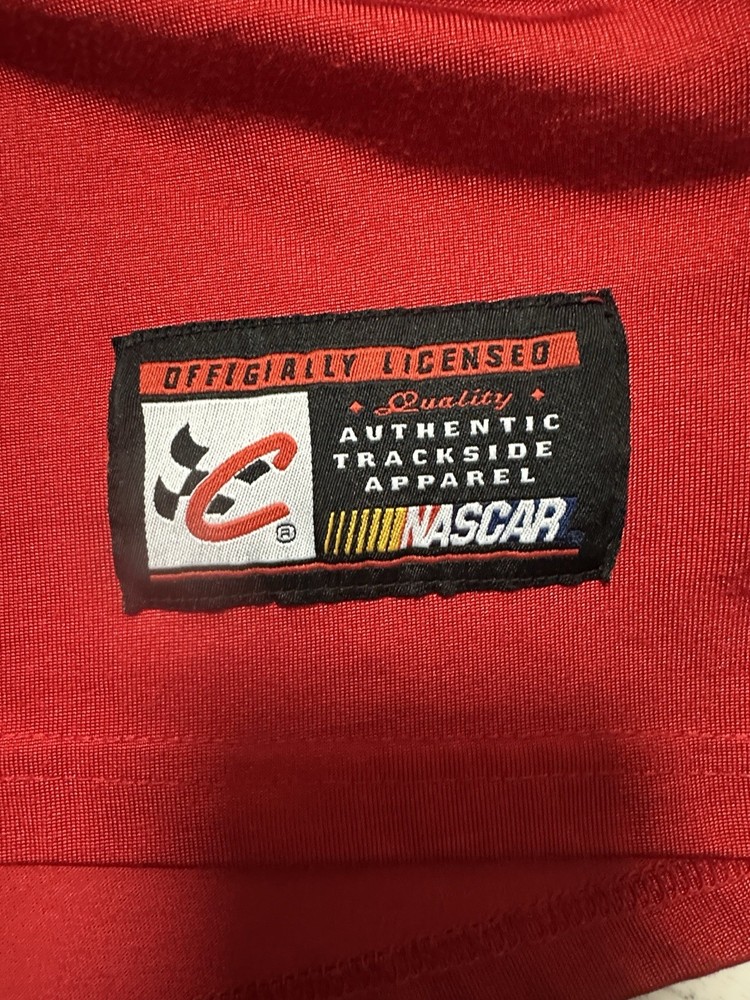 OFFICIALLY LICENSED
Quality
AUTHENTIC
TRACKSIDE
APPAREL
C®
NASCAR